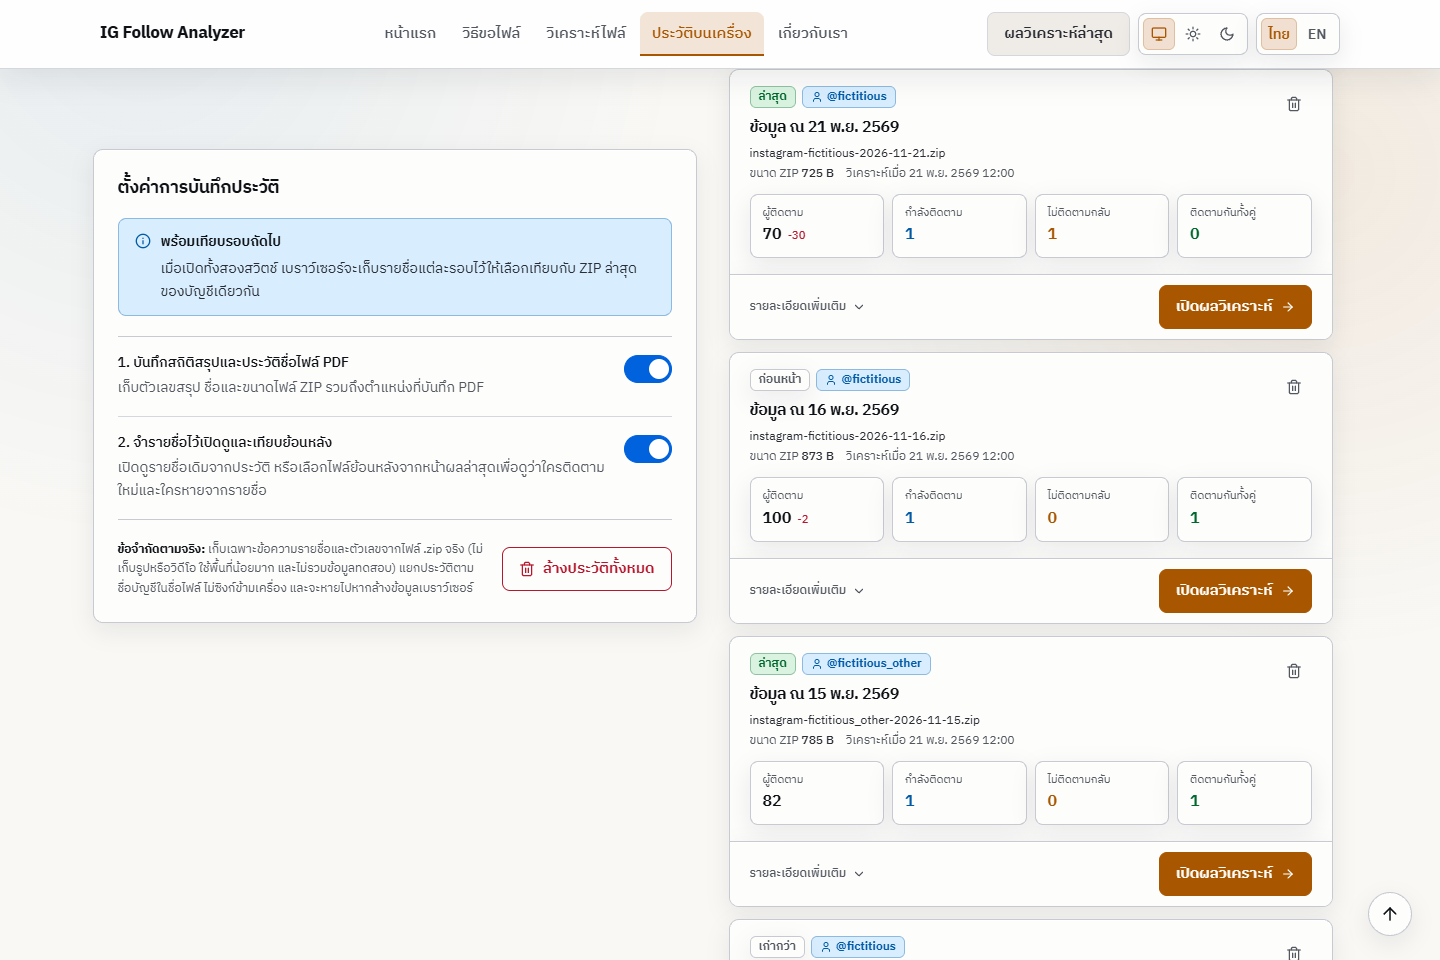 IG Follow Analyzer
หน้าแรก
วิธีขอไฟล์
วิเคราะห์ไฟล์
ประวัติบนเครื่อง
เกี่ยวกับเรา
ผลวิเคราะห์ล่าสุด
ไทย
EN
ตั้งค่าการบันทึกประวัติ
พร้อมเทียบรอบถัดไป
เมื่อเปิดทั้งสองสวิตช์ เบราว์เซอร์จะเก็บรายชื่อแต่ละรอบไว้ให้เลือกเทียบกับ ZIP ล่าสุด
ของบัญชีเดียวกัน
1. บันทึกสถิติสรุปและประวัติชื่อไฟล์ PDF
เก็บตัวเลขสรุป ชื่อและขนาดไฟล์ ZIP รวมถึงตำแหน่งที่บันทึก PDF
2. จำรายชื่อไว้เปิดดูและเทียบย้อนหลัง
เปิดดูรายชื่อเดิมจากประวัติ หรือเลือกไฟล์ย้อนหลังจากหน้าผลล่าสุดเพื่อดูว่าใครติดตาม
ใหม่และใครหายจากรายชื่อ
ข้อจำกัดตามจริง: เก็บเฉพาะข้อความรายชื่อและตัวเลขจากไฟล์ .zip จริง (ไม่
เก็บรูปหรือวิดีโอ ใช้พื้นที่น้อยมาก และไม่รวมข้อมูลทดสอบ) แยกประวัติตาม
ชื่อบัญชีในชื่อไฟล์ ไม่ซิงก์ข้ามเครื่อง และจะหายไปหากล้างข้อมูลเบราว์เซอร์
ล้างประวัติทั้งหมด
ล่าสุด
@fictitious
ข้อมูล ณ 21 พ.ย. 2569
instagram-fictitious-2026-11-21.zip
ขนาด ZIP 725 B วิเคราะห์เมื่อ 21 พ.ย. 2569 12:00
ผู้ติดตาม
70 -30
กำลังติดตาม
1
ไม่ติดตามกลับ
1
ติดตามกันทั้งคู่
0
รายละเอียดเพิ่มเติม
เปิดผลวิเคราะห์
ก่อนหน้า
@fictitious
ข้อมูล ณ 16 พ.ย. 2569
instagram-fictitious-2026-11-16.zip
ขนาด ZIP 873 B วิเคราะห์เมื่อ 21 พ.ย. 2569 12:00
ผู้ติดตาม
100 -2
กำลังติดตาม
1
ไม่ติดตามกลับ
0
ติดตามกันทั้งคู่
1
รายละเอียดเพิ่มเติม
เปิดผลวิเคราะห์
ล่าสุด
@fictitious_other
ข้อมูล ณ 15 พ.ย. 2569
instagram-fictitious_other-2026-11-15.zip
ขนาด ZIP 785 B วิเคราะห์เมื่อ 21 พ.ย. 2569 12:00
ผู้ติดตาม
82
กำลังติดตาม
1
ไม่ติดตามกลับ
0
ติดตามกันทั้งคู่
1
รายละเอียดเพิ่มเติม
เปิดผลวิเคราะห์
เก่ากว่า
@fictitious